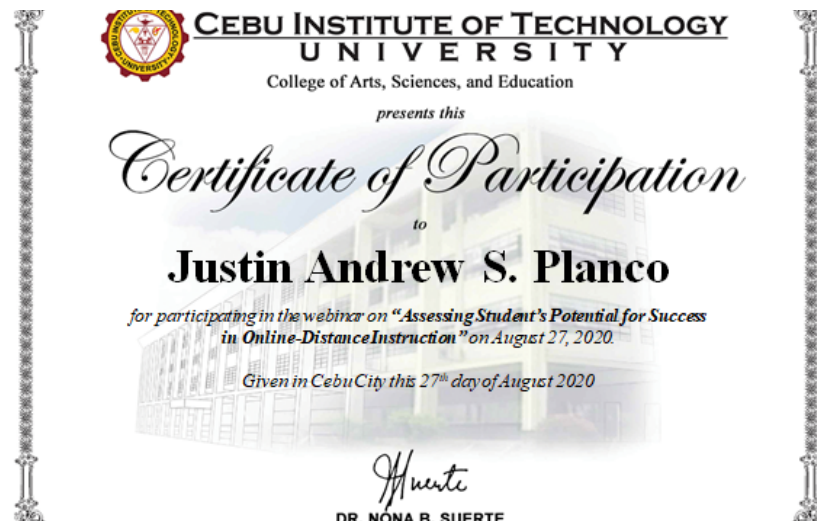 CEBU INSTITUTE OF TECHNOLOGY
UNIVERSITY
College of Arts, Sciences, and Education
presents this
Certificate of Participation
to
Justin Andrew S. Planco
for participating in the webinar on “Assessing Student's Potential for Success
in Online-Distance Instruction” on August 27, 2020.
Given in Cebu City this 27th day of August 2020
DR. NONA B. SUERTE